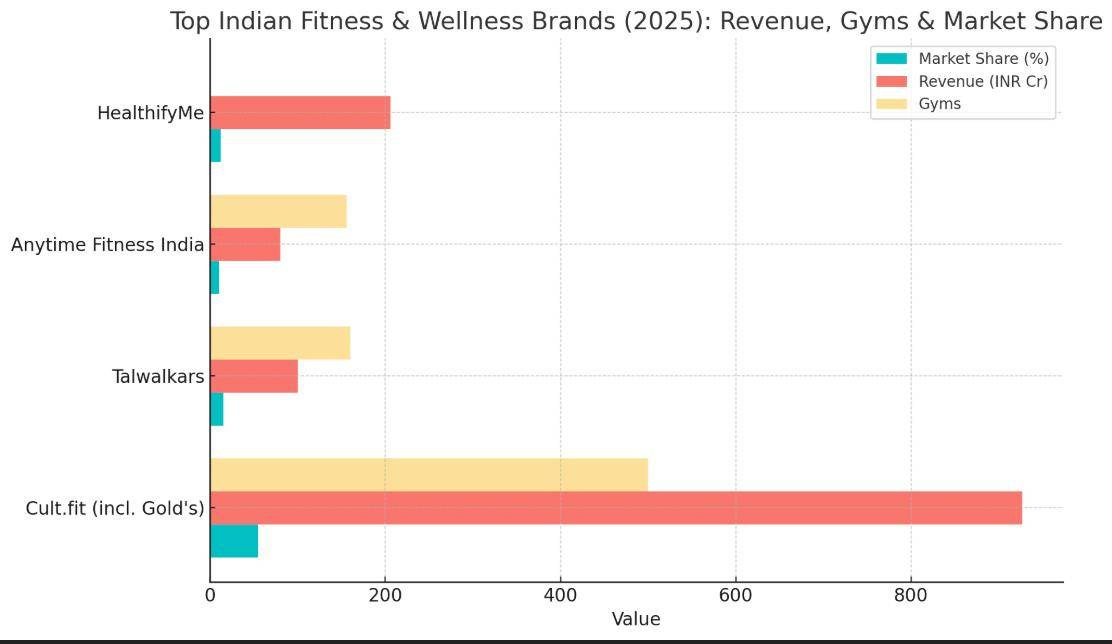 Top Indian Fitness & Wellness Brands (2025): Revenue, Gyms & Market Share
Market Share (%)
Revenue (INR Cr)
Gyms
HealthifyMe
Anytime Fitness India
Talwalkars
Cult.fit (incl. Gold's)
0 200 400 600 800
Value